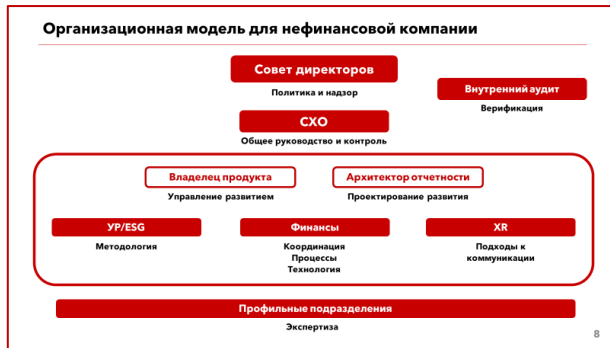 Организационная модель для нефинансовой компании
Совет директоров
Политика и надзор
Внутренний аудит
Верификация
CXO
Общее руководство и контроль
Владелец продукта
Управление развитием
Архитектор отчетности
Проектирование развития
УР/ESG
Методология
Финансы
Координация
Процессы
Технология
XR
Подходы к
коммуникации
Профильные подразделения
Экспертиза
8